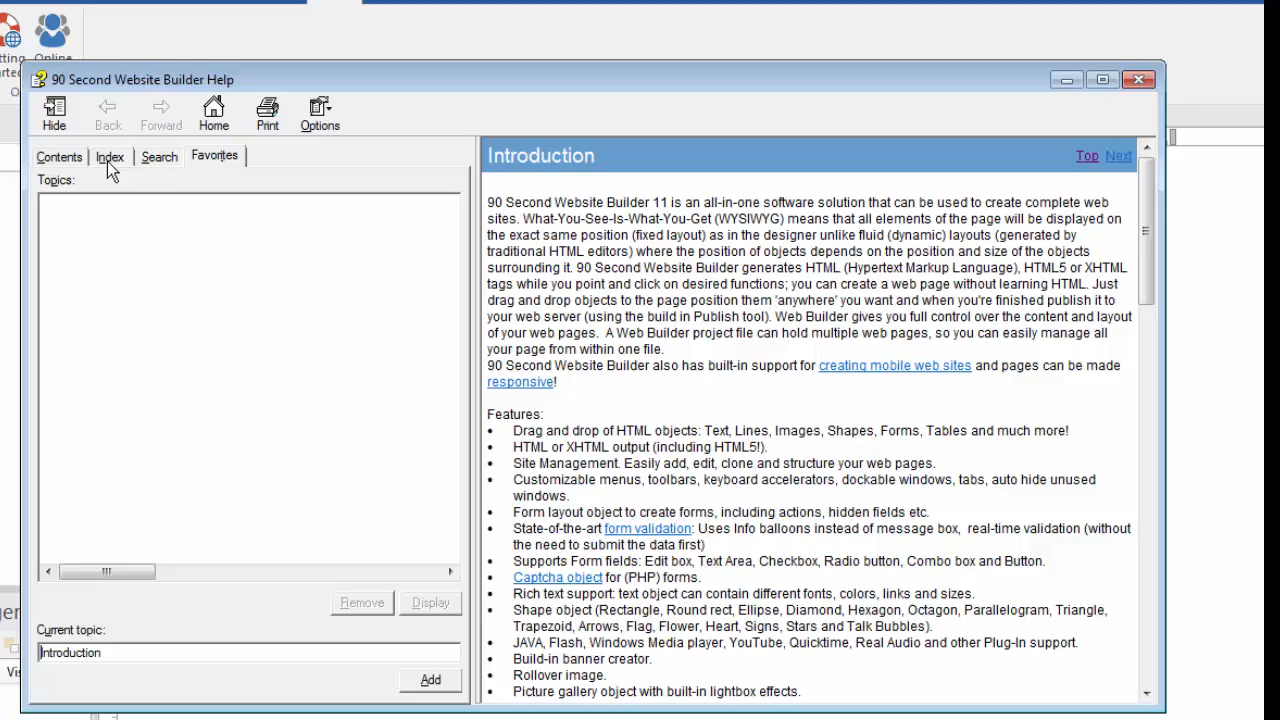 Online
90 Second Website Builder Help
Hide
Back
Forward
Home
Print
Options
Contents
Index
Search
Favorites
Topics:
Remove
Display
Current topic:
Introduction
Add
Introduction
Top
Next
90 Second Website Builder 11 is an all-in-one software solution that can be used to create complete web
sites. What-You-See-Is-What-You-Get (WYSIWYG) means that all elements of the page will be displayed on
the exact same position (fixed layout) as in the designer unlike fluid (dynamic) layouts (generated by
traditional HTML editors) where the position of objects depends on the position and size of the objects
surrounding it. 90 Second Website Builder generates HTML (Hypertext Markup Language), HTML5 or XHTML
tags while you point and click on desired functions; you can create a web page without learning HTML. Just
drag and drop objects to the page position them 'anywhere' you want and when you're finished publish it to
your web server (using the build in Publish tool). Web Builder gives you full control over the content and layout
of your web pages. A Web Builder project file can hold multiple web pages, so you can easily manage all
your page from within one file.
90 Second Website Builder also has built-in support for creating mobile web sites and pages can be made
responsive!
Features:
• Drag and drop of HTML objects: Text, Lines, Images, Shapes, Forms, Tables and much more!
• HTML or XHTML output (including HTML5!).
• Site Management. Easily add, edit, clone and structure your web pages.
• Customizable menus, toolbars, keyboard accelerators, dockable windows, tabs, auto hide unused
windows.
• Form layout object to create forms, including actions, hidden fields etc.
• State-of-the-art form validation: Uses Info balloons instead of message box, real-time validation (without
the need to submit the data first)
• Supports Form fields: Edit box, Text Area, Checkbox, Radio button, Combo box and Button.
• Captcha object for (PHP) forms.
• Rich text support: text object can contain different fonts, colors, links and sizes.
• Shape object (Rectangle, Round rect, Ellipse, Diamond, Hexagon, Octagon, Parallelogram, Triangle,
Trapezoid, Arrows, Flag, Flower, Heart, Signs, Stars and Talk Bubbles).
• JAVA, Flash, Windows Media player, YouTube, Quicktime, Real Audio and other Plug-In support.
• Build-in banner creator.
• Rollover image.
• Picture gallery object with built-in lightbox effects.